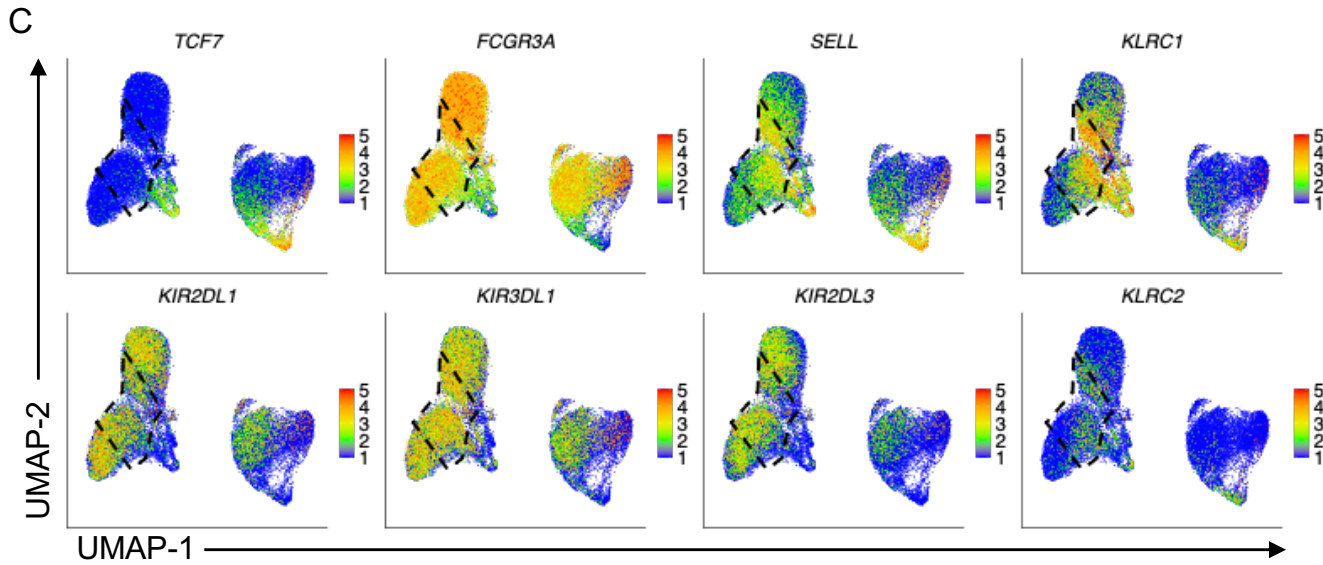 C
TCF7 FCGR3A SELL KLRC1
5 5 5 5
4 4 4 4
3 3 3 3
2 2 2 2
1 1 1 1
KIR2DL1 KIR3DL1 KIR2DL3 KLRC2
5 5 5 5
4 4 4 4
3 3 3 3
2 2 2 2
1 1 1 1
UMAP-2
UMAP-1